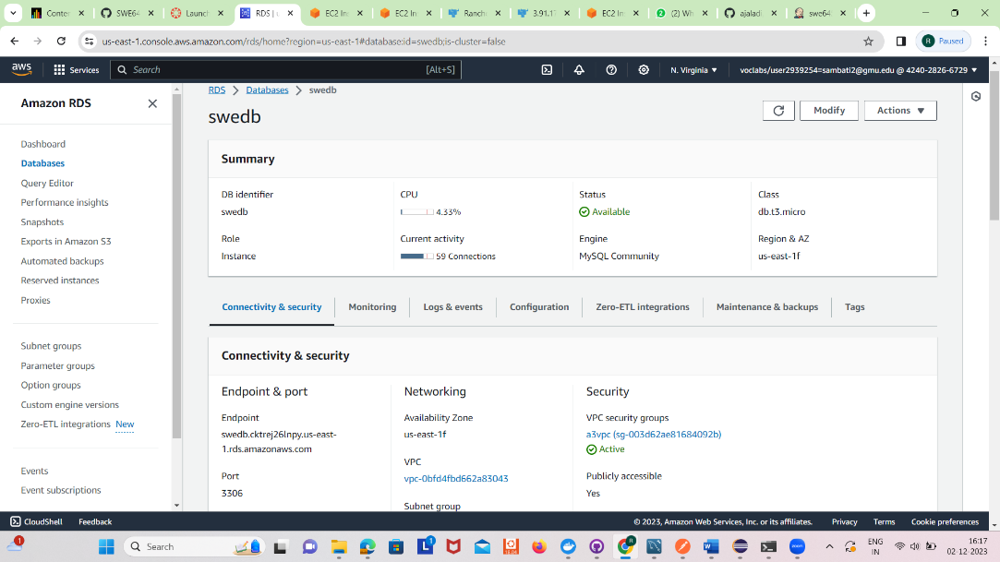 Conten
SWE64
Launch
RDS | u
EC2 Ins
EC2 Ins
Ranch
3.91.17
EC2 Ins
(2) Wh
ajaladi
swe645
us-east-1.console.aws.amazon.com/rds/home?region=us-east-1#database:id=swedb;is-cluster=false
R Paused
aws Services Search [Alt+S] N. Virginia voclabs/user2939254=sambati2@gmu.edu @ 4240-2826-6729
Amazon RDS
Dashboard
Databases
Query Editor
Performance insights
Snapshots
Exports in Amazon S3
Automated backups
Reserved instances
Proxies
Subnet groups
Parameter groups
Option groups
Custom engine versions
Zero-ETL integrations New
Events
Event subscriptions
RDS Databases swedb
swedb
Modify Actions
Summary
DB identifier
swedb
CPU
4.33%
Status
Available
Class
db.t3.micro
Role
Instance
Current activity
59 Connections
Engine
MySQL Community
Region & AZ
us-east-1f
Connectivity & security Monitoring Logs & events Configuration Zero-ETL integrations Maintenance & backups Tags
Connectivity & security
Endpoint & port
Endpoint
swedb.cktrej26lnpy.us-east-
1.rds.amazonaws.com
Port
3306
Networking
Availability Zone
us-east-1f
VPC
vpc-0bfd4fbd662a83043
Subnet group
Security
VPC security groups
a3vpc (sg-003d62ae81684092b)
Active
Publicly accessible
Yes
CloudShell Feedback © 2023, Amazon Web Services, Inc. or its affiliates. Privacy Terms Cookie preferences
1
Search
ENG
IN
16:17
02-12-2023